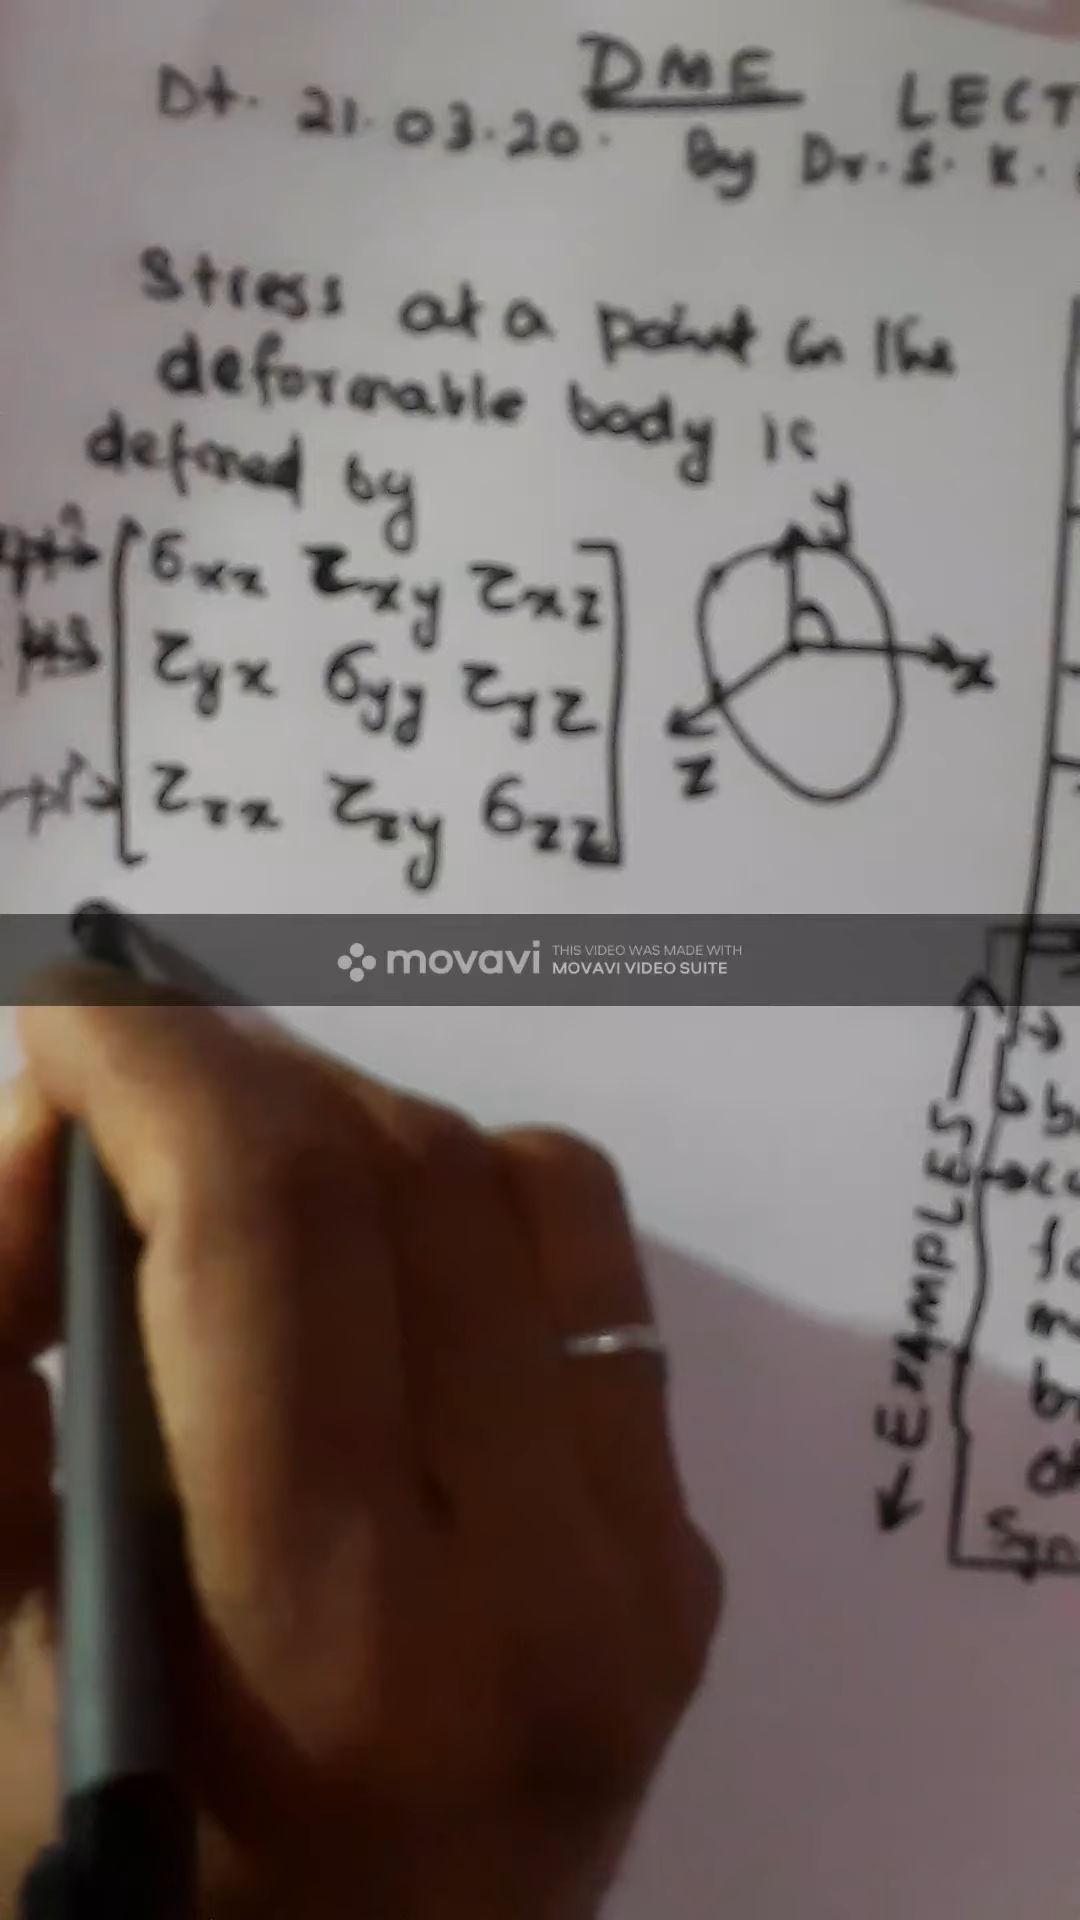 DME LECT
Dt. 21.03.20. By Dr. S. K.
Stress at a point in the
deformable body is
defined by
σxx τxy τxz
τyx σyy τyz
τzx τzy σzz
y
x
z
movavi THIS VIDEO WAS MADE WITH
MOVAVI VIDEO SUITE
← EXAMPLES →